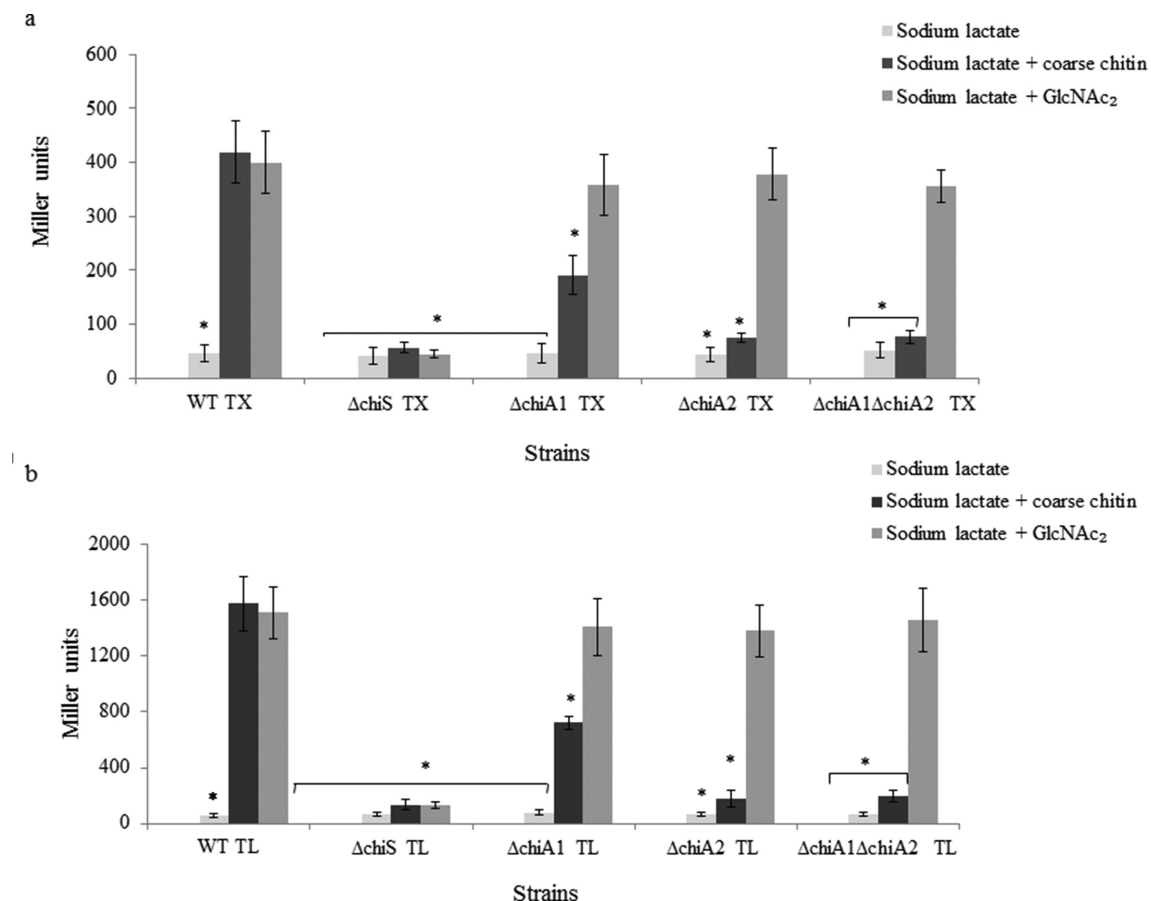 a
Sodium lactate
Sodium lactate + coarse chitin
Sodium lactate + GlcNAc₂
600
500
400
300
200
100
0
Miller units
*
*
*
*
*
*
WT TX
ΔchiS TX
ΔchiA1 TX
ΔchiA2 TX
ΔchiA1ΔchiA2 TX
Strains
b
Sodium lactate
Sodium lactate + coarse chitin
Sodium lactate + GlcNAc₂
2000
1600
1200
800
400
0
Miller units
*
*
*
*
*
*
WT TL
ΔchiS TL
ΔchiA1 TL
ΔchiA2 TL
ΔchiA1ΔchiA2 TL
Strains